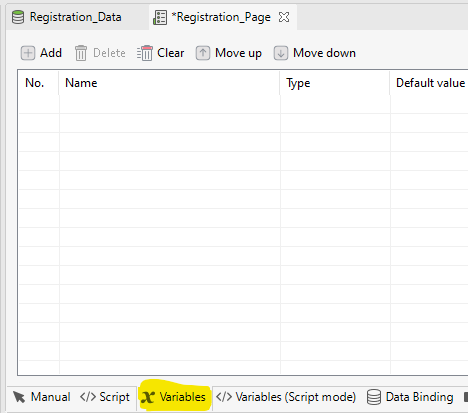 Registration_Data *Registration_Page
Add Delete Clear Move up Move down
No. Name Type Default value
Manual </> Script x Variables </> Variables (Script mode) Data Binding